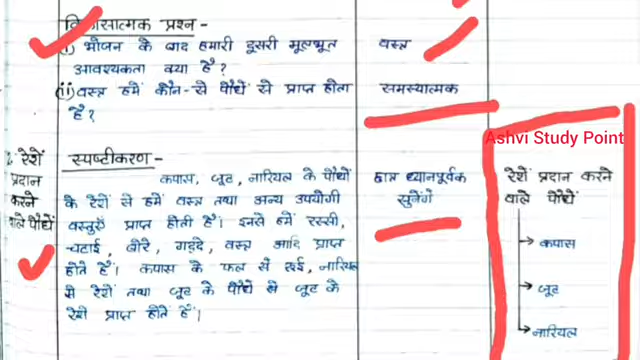 विकासात्मक प्रश्न-
(i) भोजन के बाद हमारी दूसरी मूलभूत
आवश्यकता क्या है?
वस्त्र
(ii) वस्त्र हमें कौन-से पौधों से प्राप्त होता
है?
समस्यात्मक
2. रेशें
प्रदान
करने
वाले पौधों
स्पष्टीकरण-
कपास, जूट, नारियल के पौधों
के रेशों से हमें वस्त्र तथा अन्य उपयोगी
वस्तुएँ प्राप्त होती हैं। इनसे हमें रस्सी,
चटाई, बोरे, गद्दे, वस्त्र आदि प्राप्त
होते हैं। कपास के फल से रुई, नारियल
से रेशें तथा जूट के पौधों से जूट के
रेशें प्राप्त होते हैं।
छात्र ध्यानपूर्वक
सुनेंगे
Ashvi Study Point
रेशें प्रदान करने
वाले पौधों
→ कपास
→ जूट
→ नारियल